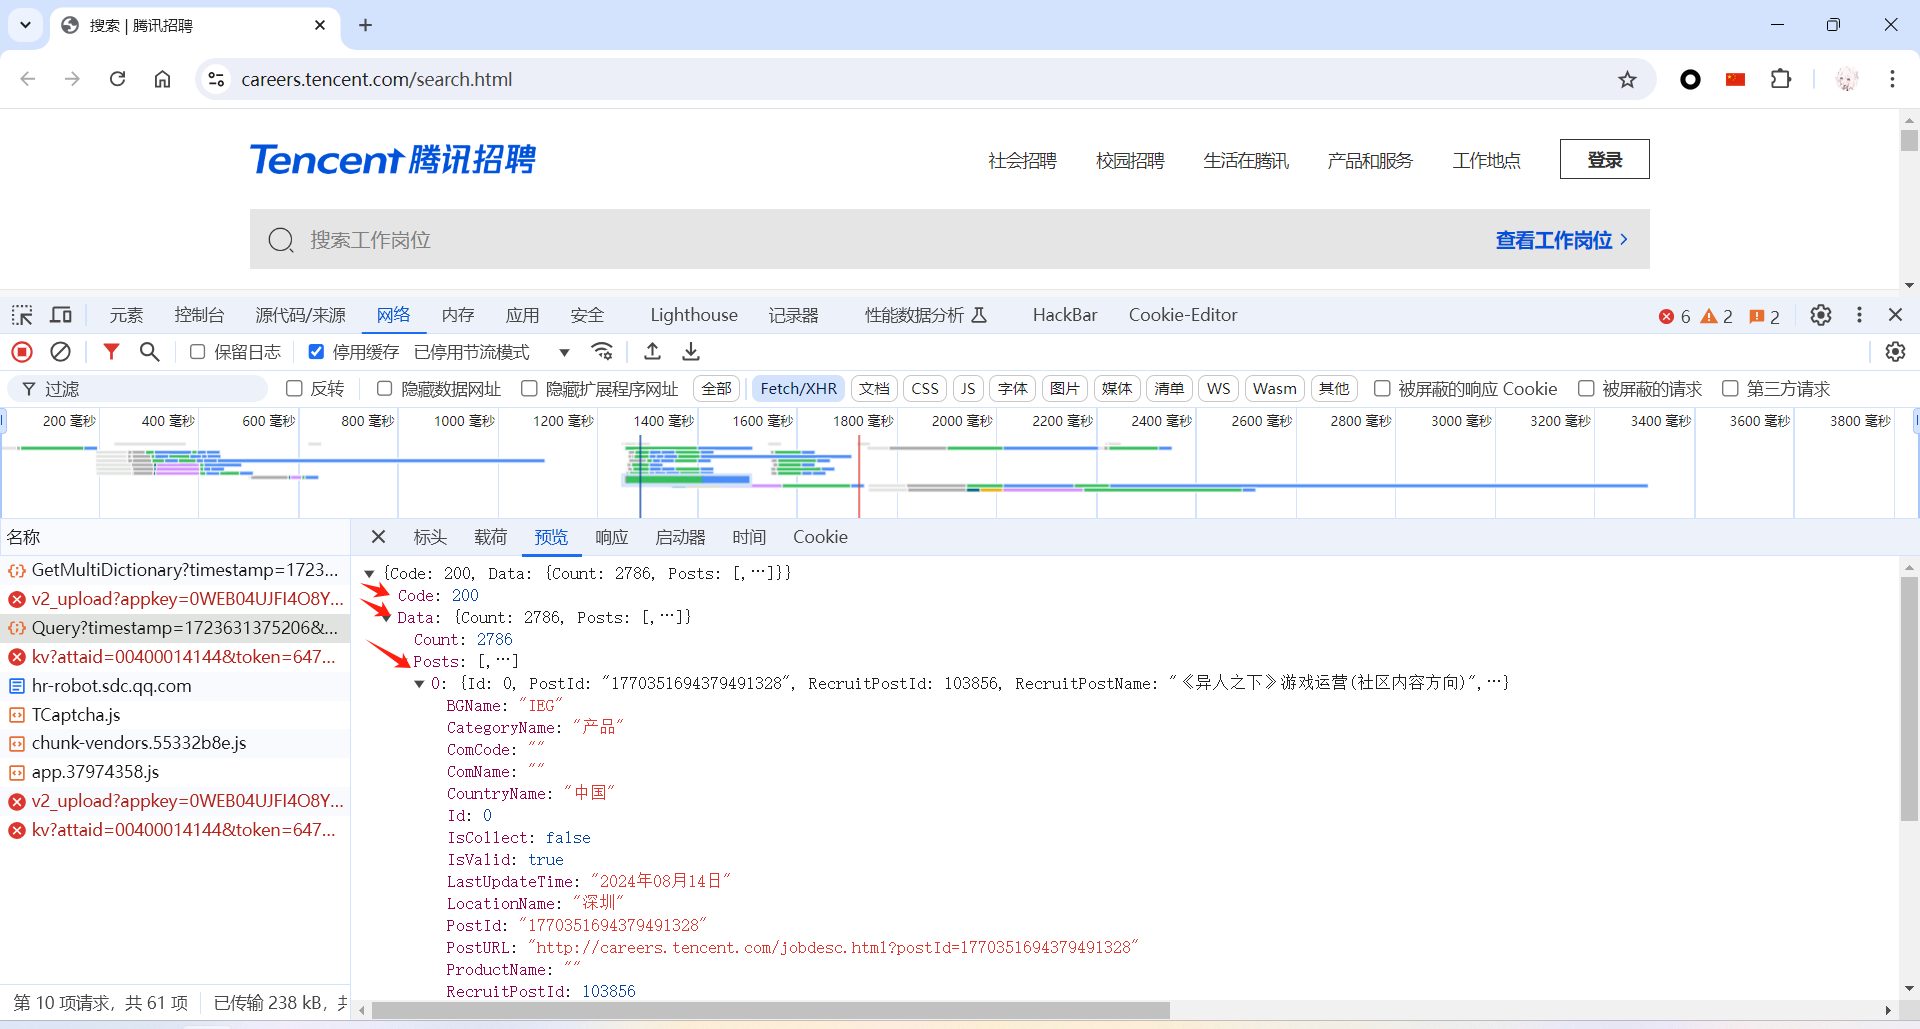 搜索 | 腾讯招聘
careers.tencent.com/search.html
Tencent 腾讯招聘
社会招聘 校园招聘 生活在腾讯 产品和服务 工作地点 登录
搜索工作岗位 查看工作岗位 >
元素 控制台 源代码/来源 网络 内存 应用 安全 Lighthouse 记录器 性能数据分析 HackBar Cookie-Editor 6 2 2
保留日志 停用缓存 已停用节流模式
过滤 反转 隐藏数据网址 隐藏扩展程序网址 全部 Fetch/XHR 文档 CSS JS 字体 图片 媒体 清单 WS Wasm 其他 被屏蔽的响应 Cookie 被屏蔽的请求 第三方请求
200 毫秒 400 毫秒 600 毫秒 800 毫秒 1000 毫秒 1200 毫秒 1400 毫秒 1600 毫秒 1800 毫秒 2000 毫秒 2200 毫秒 2400 毫秒 2600 毫秒 2800 毫秒 3000 毫秒 3200 毫秒 3400 毫秒 3600 毫秒 3800 毫秒
名称
GetMultiDictionary?timestamp=1723...
v2_upload?appkey=0WEB04UJFI4O8Y...
Query?timestamp=1723631375206&...
kv?attaid=00400014144&token=647...
hr-robot.sdc.qq.com
TCaptcha.js
chunk-vendors.55332b8e.js
app.37974358.js
v2_upload?appkey=0WEB04UJFI4O8Y...
kv?attaid=00400014144&token=647...
第 10 项请求，共 61 项 已传输 238 kB，
标头 载荷 预览 响应 启动器 时间 Cookie
{Code: 200, Data: {Count: 2786, Posts: [,…]}}
Code: 200
Data: {Count: 2786, Posts: [,…]}
Count: 2786
Posts: [,…]
0: {Id: 0, PostId: "1770351694379491328", RecruitPostId: 103856, RecruitPostName: "《异人之下》游戏运营(社区内容方向)",…}
BGName: "IEG"
CategoryName: "产品"
ComCode: ""
ComName: ""
CountryName: "中国"
Id: 0
IsCollect: false
IsValid: true
LastUpdateTime: "2024年08月14日"
LocationName: "深圳"
PostId: "1770351694379491328"
PostURL: "http://careers.tencent.com/jobdesc.html?postId=1770351694379491328"
ProductName: ""
RecruitPostId: 103856